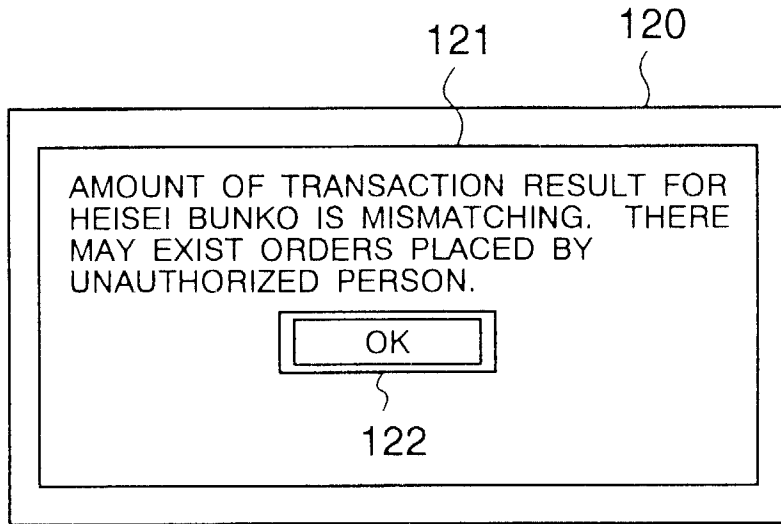 120
121
AMOUNT OF TRANSACTION RESULT FOR
HEISEI BUNKO IS MISMATCHING. THERE
MAY EXIST ORDERS PLACED BY
UNAUTHORIZED PERSON.
OK
122